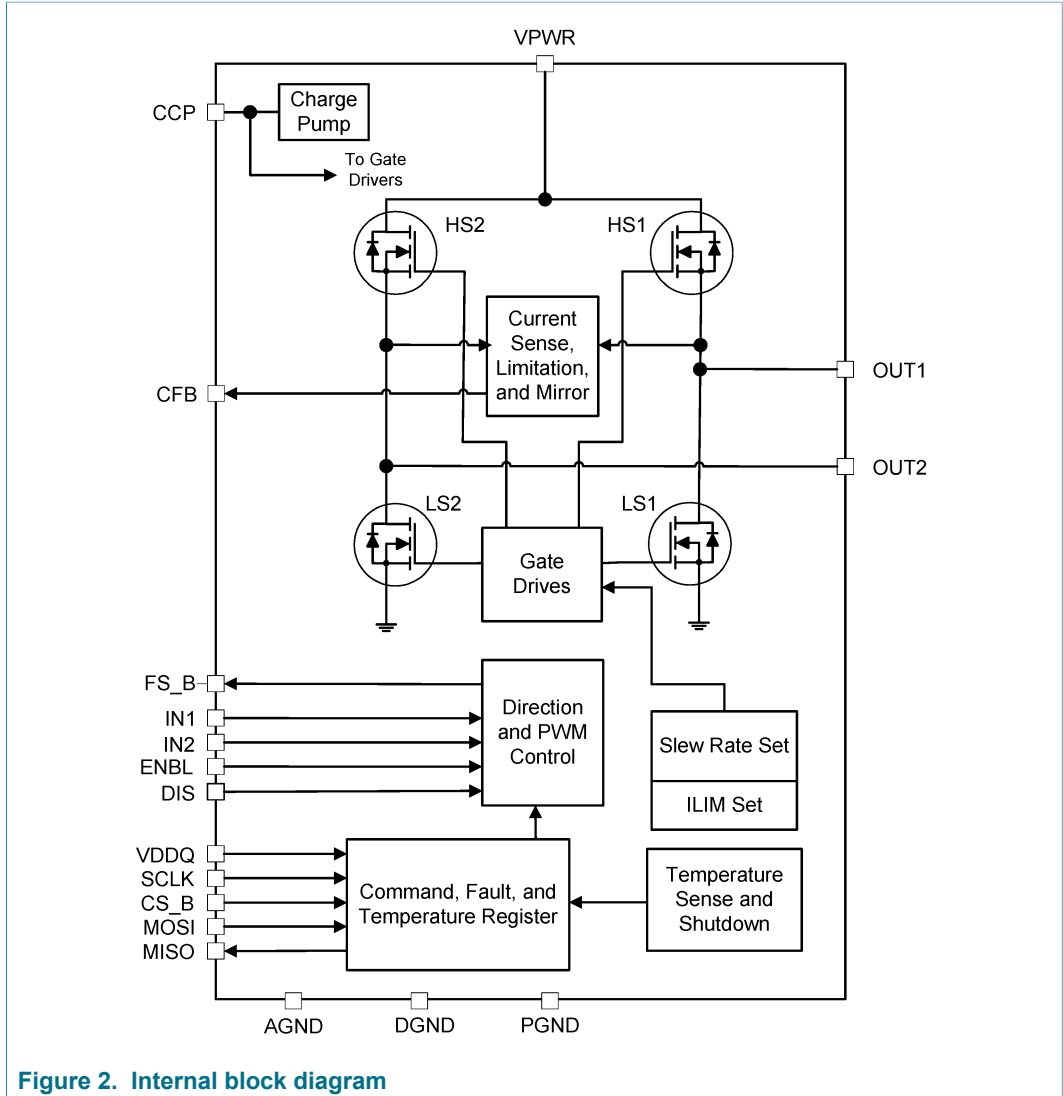 VPWR
CCP
Charge
Pump
To Gate
Drivers
HS2
HS1
Current
Sense,
Limitation,
and Mirror
OUT1
CFB
OUT2
LS2
LS1
Gate
Drives
FS_B
IN1
IN2
ENBL
DIS
Direction
and PWM
Control
Slew Rate Set
ILIM Set
VDDQ
SCLK
CS_B
MOSI
MISO
Command, Fault, and
Temperature Register
Temperature
Sense and
Shutdown
AGND
DGND
PGND
Figure 2. Internal block diagram